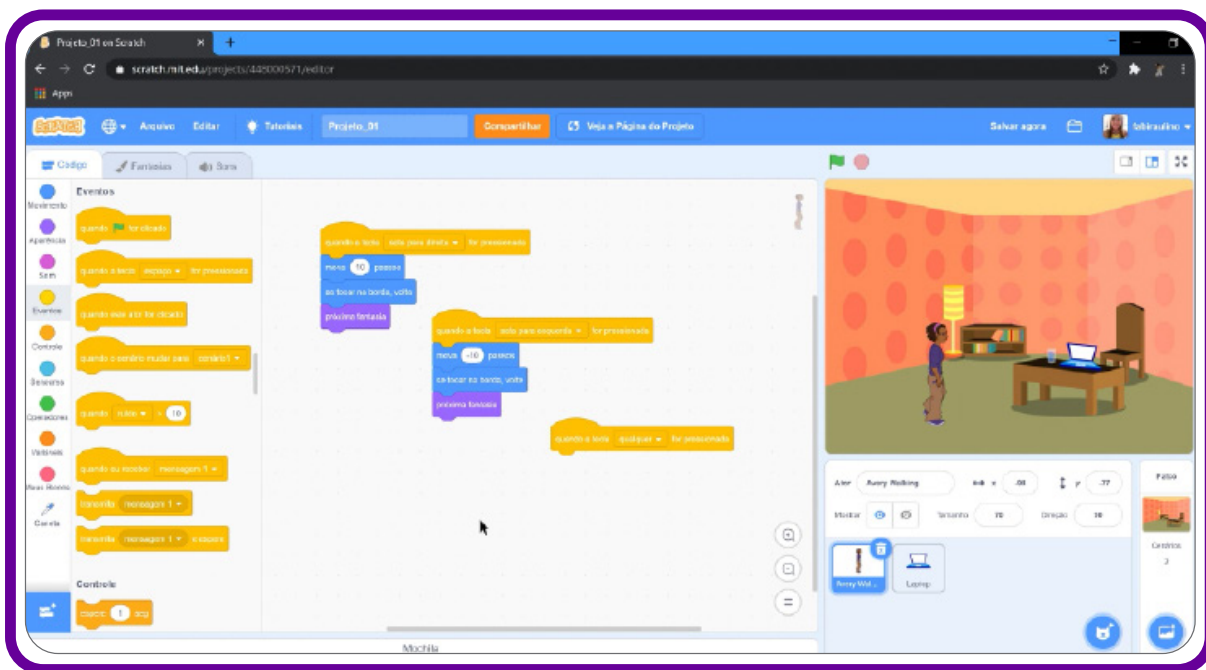 Projeto_01 on Scratch
scratch.mit.edu/projects/448000571/editor
Apps
SCRATCH Arquivo Editar Tutoriais Projeto_01 Compartilhar Veja a Página do Projeto Salvar agora
Código Fantasias Sons
Movimento
Aparência
Som
Eventos
Controle
Sensores
Operadores
Variáveis
Meus Blocos
Caneta
Eventos
quando for clicado
quando a tecla espaço for pressionada
quando este ator for clicado
quando o cenário mudar para cenário1
quando ruído > 10
quando eu receber mensagem 1
transmita mensagem 1
transmita mensagem 1 e espere
Controle
espere 1 seg
quando a tecla seta para direita for pressionada
mova 10 passos
se tocar na borda, volte
próxima fantasia
quando a tecla seta para esquerda for pressionada
mova -10 passos
se tocar na borda, volte
próxima fantasia
quando a tecla qualquer for pressionada
Mochila
Ator Avery Walking x y -77
Mostrar Tamanho 70 Direção 90
Avery Wal...
Laptop
Palco
Cenários
2